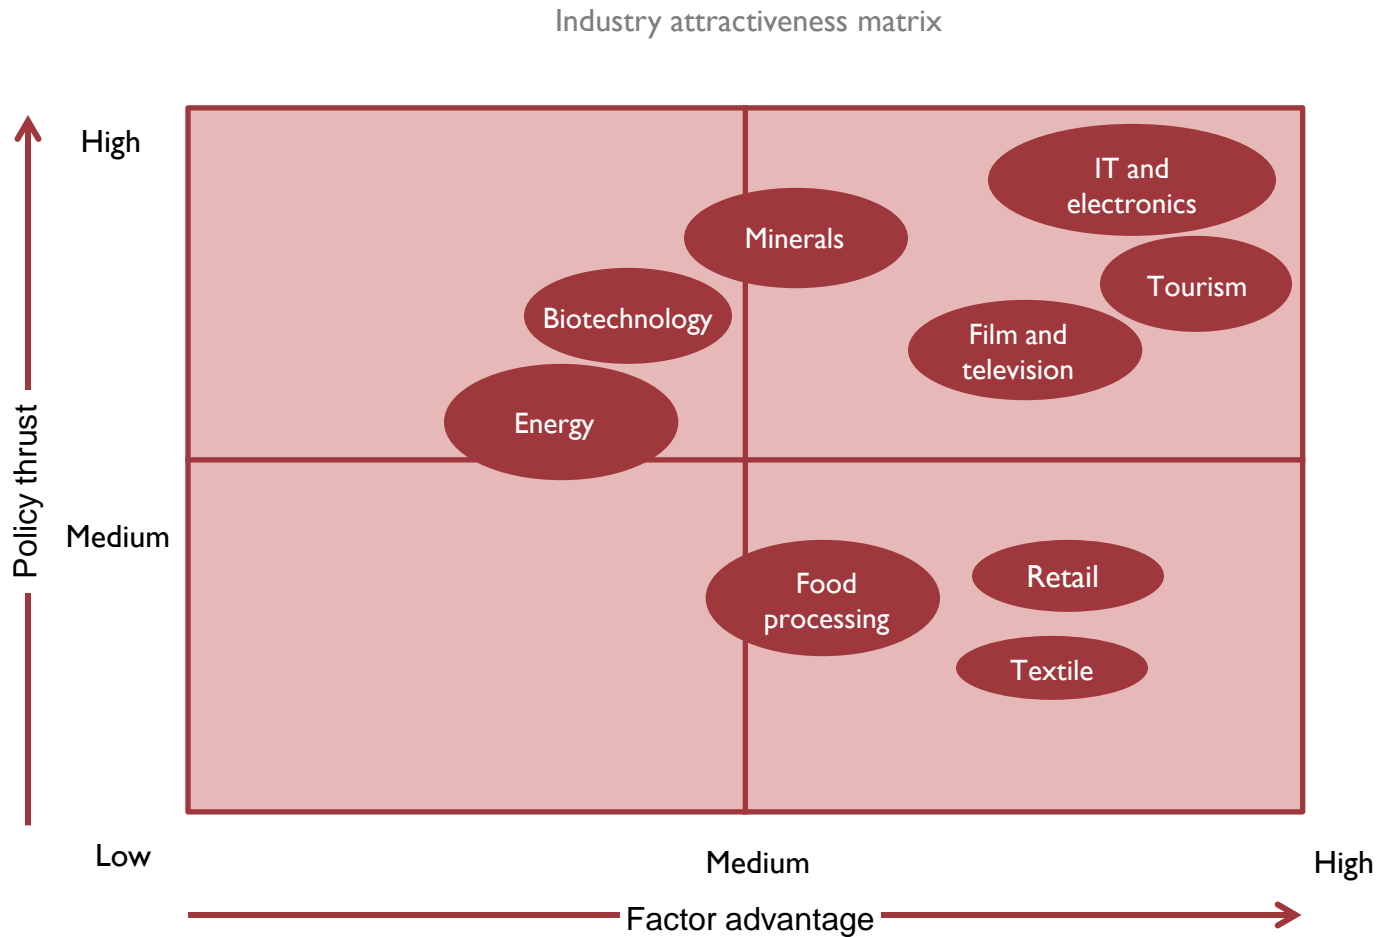 Industry attractiveness matrix
High
IT and
electronics
Minerals
Tourism
Biotechnology
Film and
television
Energy
Policy thrust
Medium
Food
processing
Retail
Textile
Low
Medium
High
Factor advantage